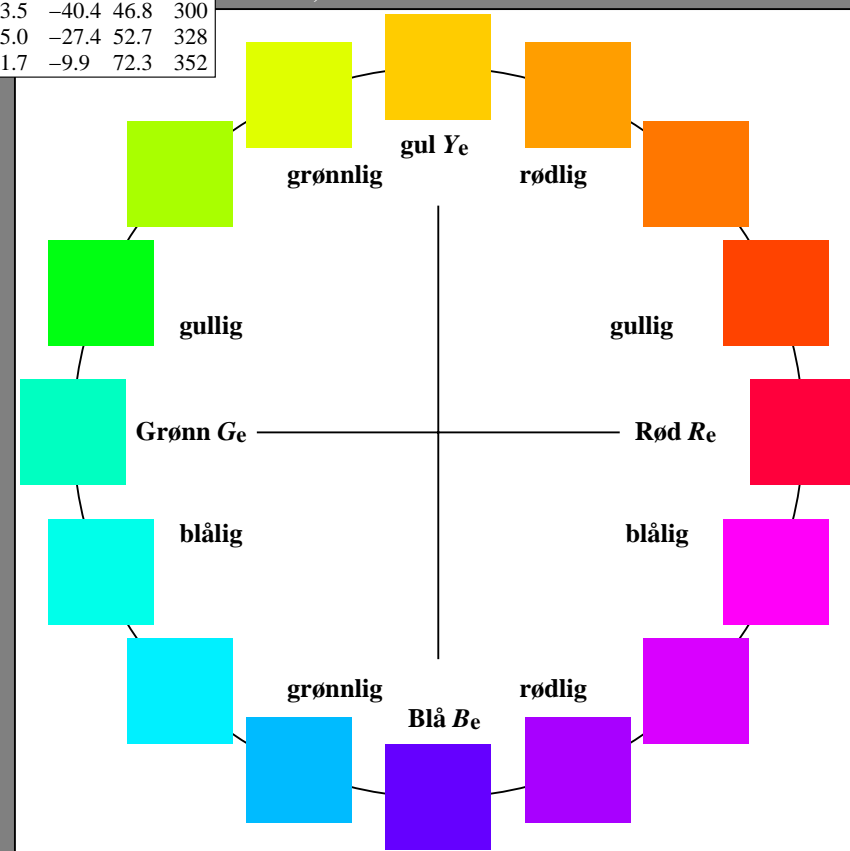 3.5 −40.4 46.8 300
5.0 −27.4 52.7 328
1.7 −9.9 72.3 352
gul Ye
grønnlig rødlig
gullig gullig
Grønn Ge Rød Re
blålig blålig
grønnlig rødlig
Blå Be